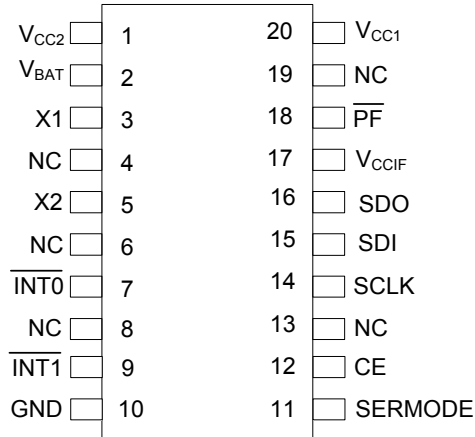 VCC2 1 20 VCC1
VBAT 2 19 NC
X1 3 18 PF
NC 4 17 VCCIF
X2 5 16 SDO
NC 6 15 SDI
INT0 7 14 SCLK
NC 8 13 NC
INT1 9 12 CE
GND 10 11 SERMODE